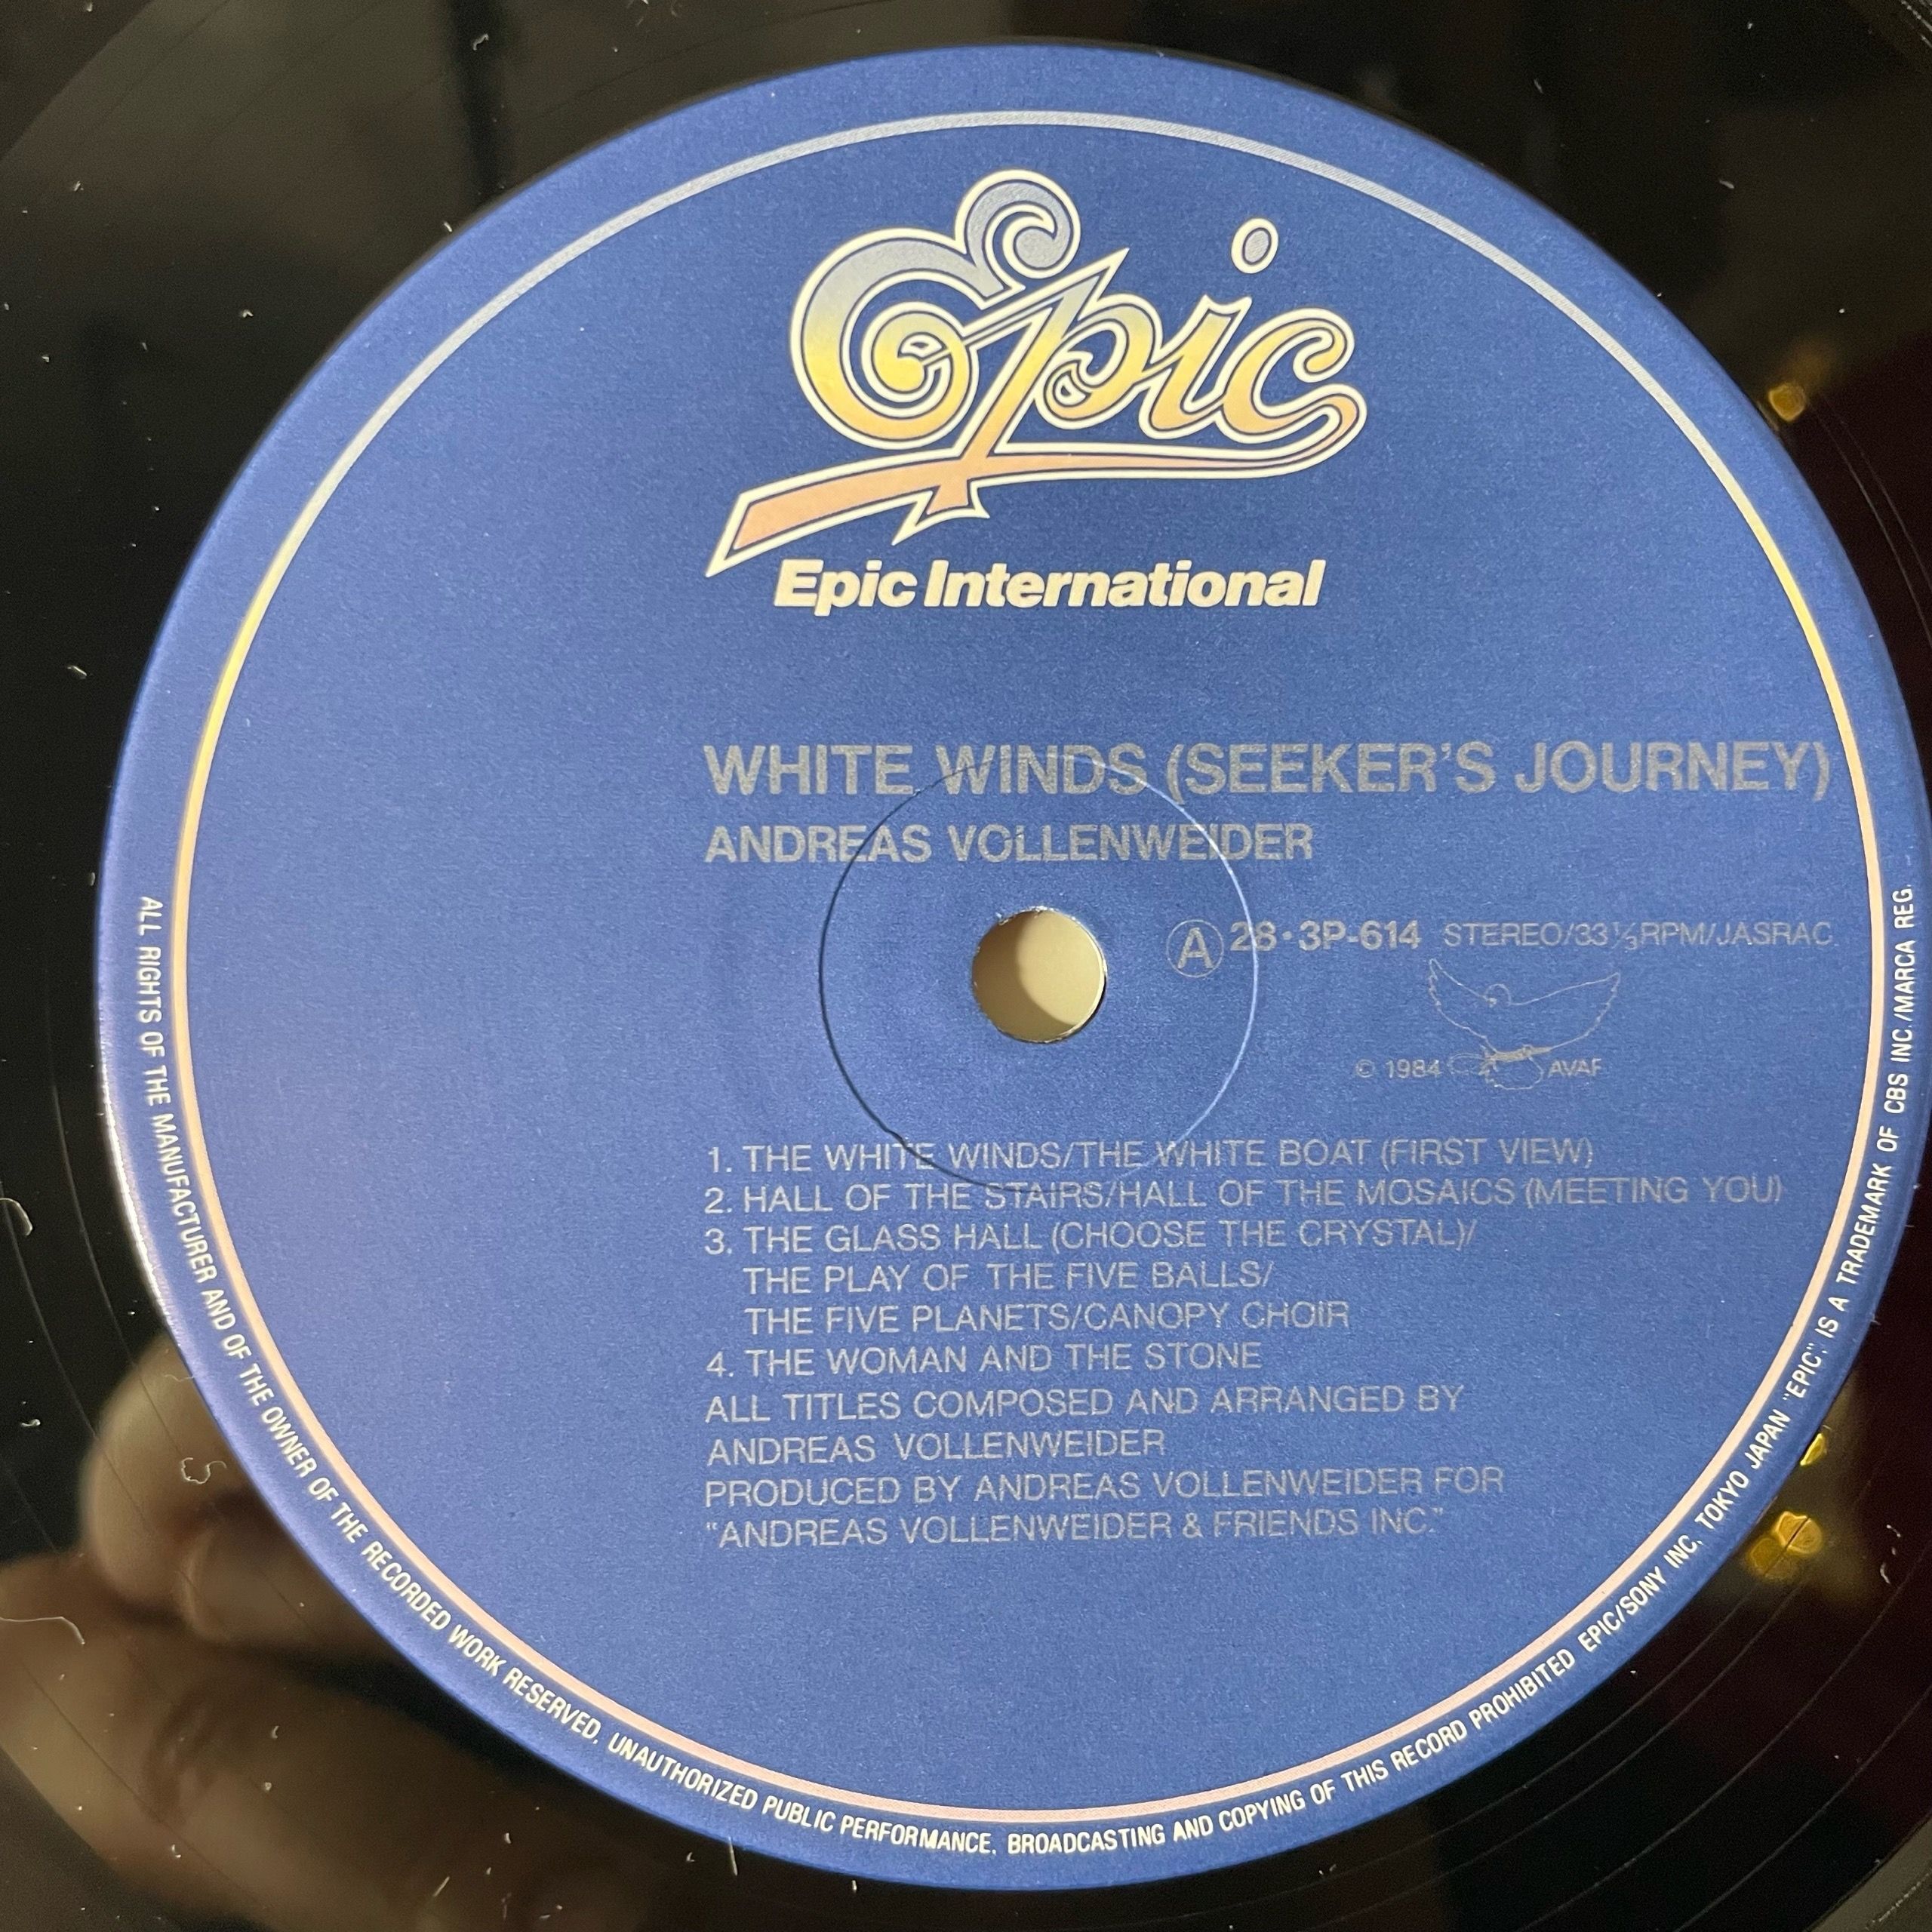 Epic
Epic International
WHITE WINDS (SEEKER'S JOURNEY)
ANDREAS VOLLENWEIDER
Ⓐ 28·3P-614 STEREO/33⅓RPM/JASRAC
© 1984 AVAF
1. THE WHITE WINDS/THE WHITE BOAT (FIRST VIEW)
2. HALL OF THE STAIRS/HALL OF THE MOSAICS (MEETING YOU)
3. THE GLASS HALL (CHOOSE THE CRYSTAL)/
THE PLAY OF THE FIVE BALLS/
THE FIVE PLANETS/CANOPY CHOIR
4. THE WOMAN AND THE STONE
ALL TITLES COMPOSED AND ARRANGED BY
ANDREAS VOLLENWEIDER
PRODUCED BY ANDREAS VOLLENWEIDER FOR
"ANDREAS VOLLENWEIDER & FRIENDS INC."
ALL RIGHTS OF THE MANUFACTURER AND OF THE OWNER OF THE RECORDED WORK RESERVED. UNAUTHORIZED PUBLIC PERFORMANCE, BROADCASTING AND COPYING OF THIS RECORD PROHIBITED EPIC/SONY INC. TOKYO JAPAN "EPIC", IS A TRADEMARK OF CBS INC./MARCA REG.